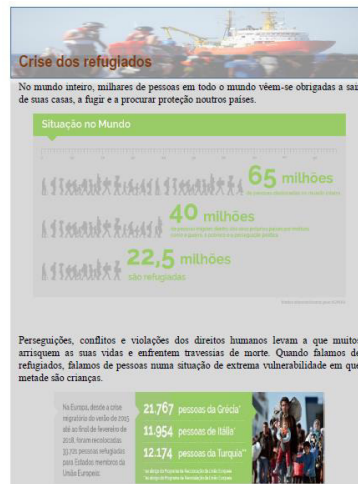 Crise dos refugiados
No mundo inteiro, milhares de pessoas em todo o mundo vêem-se obrigadas a sair
de suas casas, a fugir e a procurar proteção noutros países.
Situação no Mundo
65 milhões
40 milhões
22,5 milhões
são refugiadas
Perseguições, conflitos e violações dos direitos humanos levam a que muitos
arrisquem as suas vidas e enfrentem travessias de morte. Quando falamos de
refugiados, falamos de pessoas numa situação de extrema vulnerabilidade em que
metade são crianças.
Na Europa, desde a crise
migratória do verão de 2015
até ao final de fevereiro de
2018, foram recolocadas
33.721 pessoas refugiadas
para Estados membros da
União Europeia:
21.767 pessoas da Grécia*
11.954 pessoas de Itália*
12.174 pessoas da Turquia**